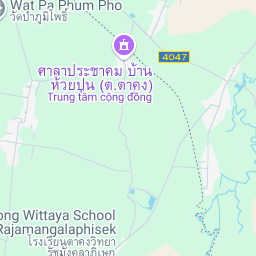 Wat Pa Phum Pho
วัดป่าภูมิโพธิ์
4047
ศาลาประชาคม บ้าน
ห้วยปูน (ต.ตาคง)
Trung tâm cộng đồng
ong Wittaya School
Rajamangalaphisek
โรงเรียนตาคงวิทยา
รัชมังคลาภิเษก